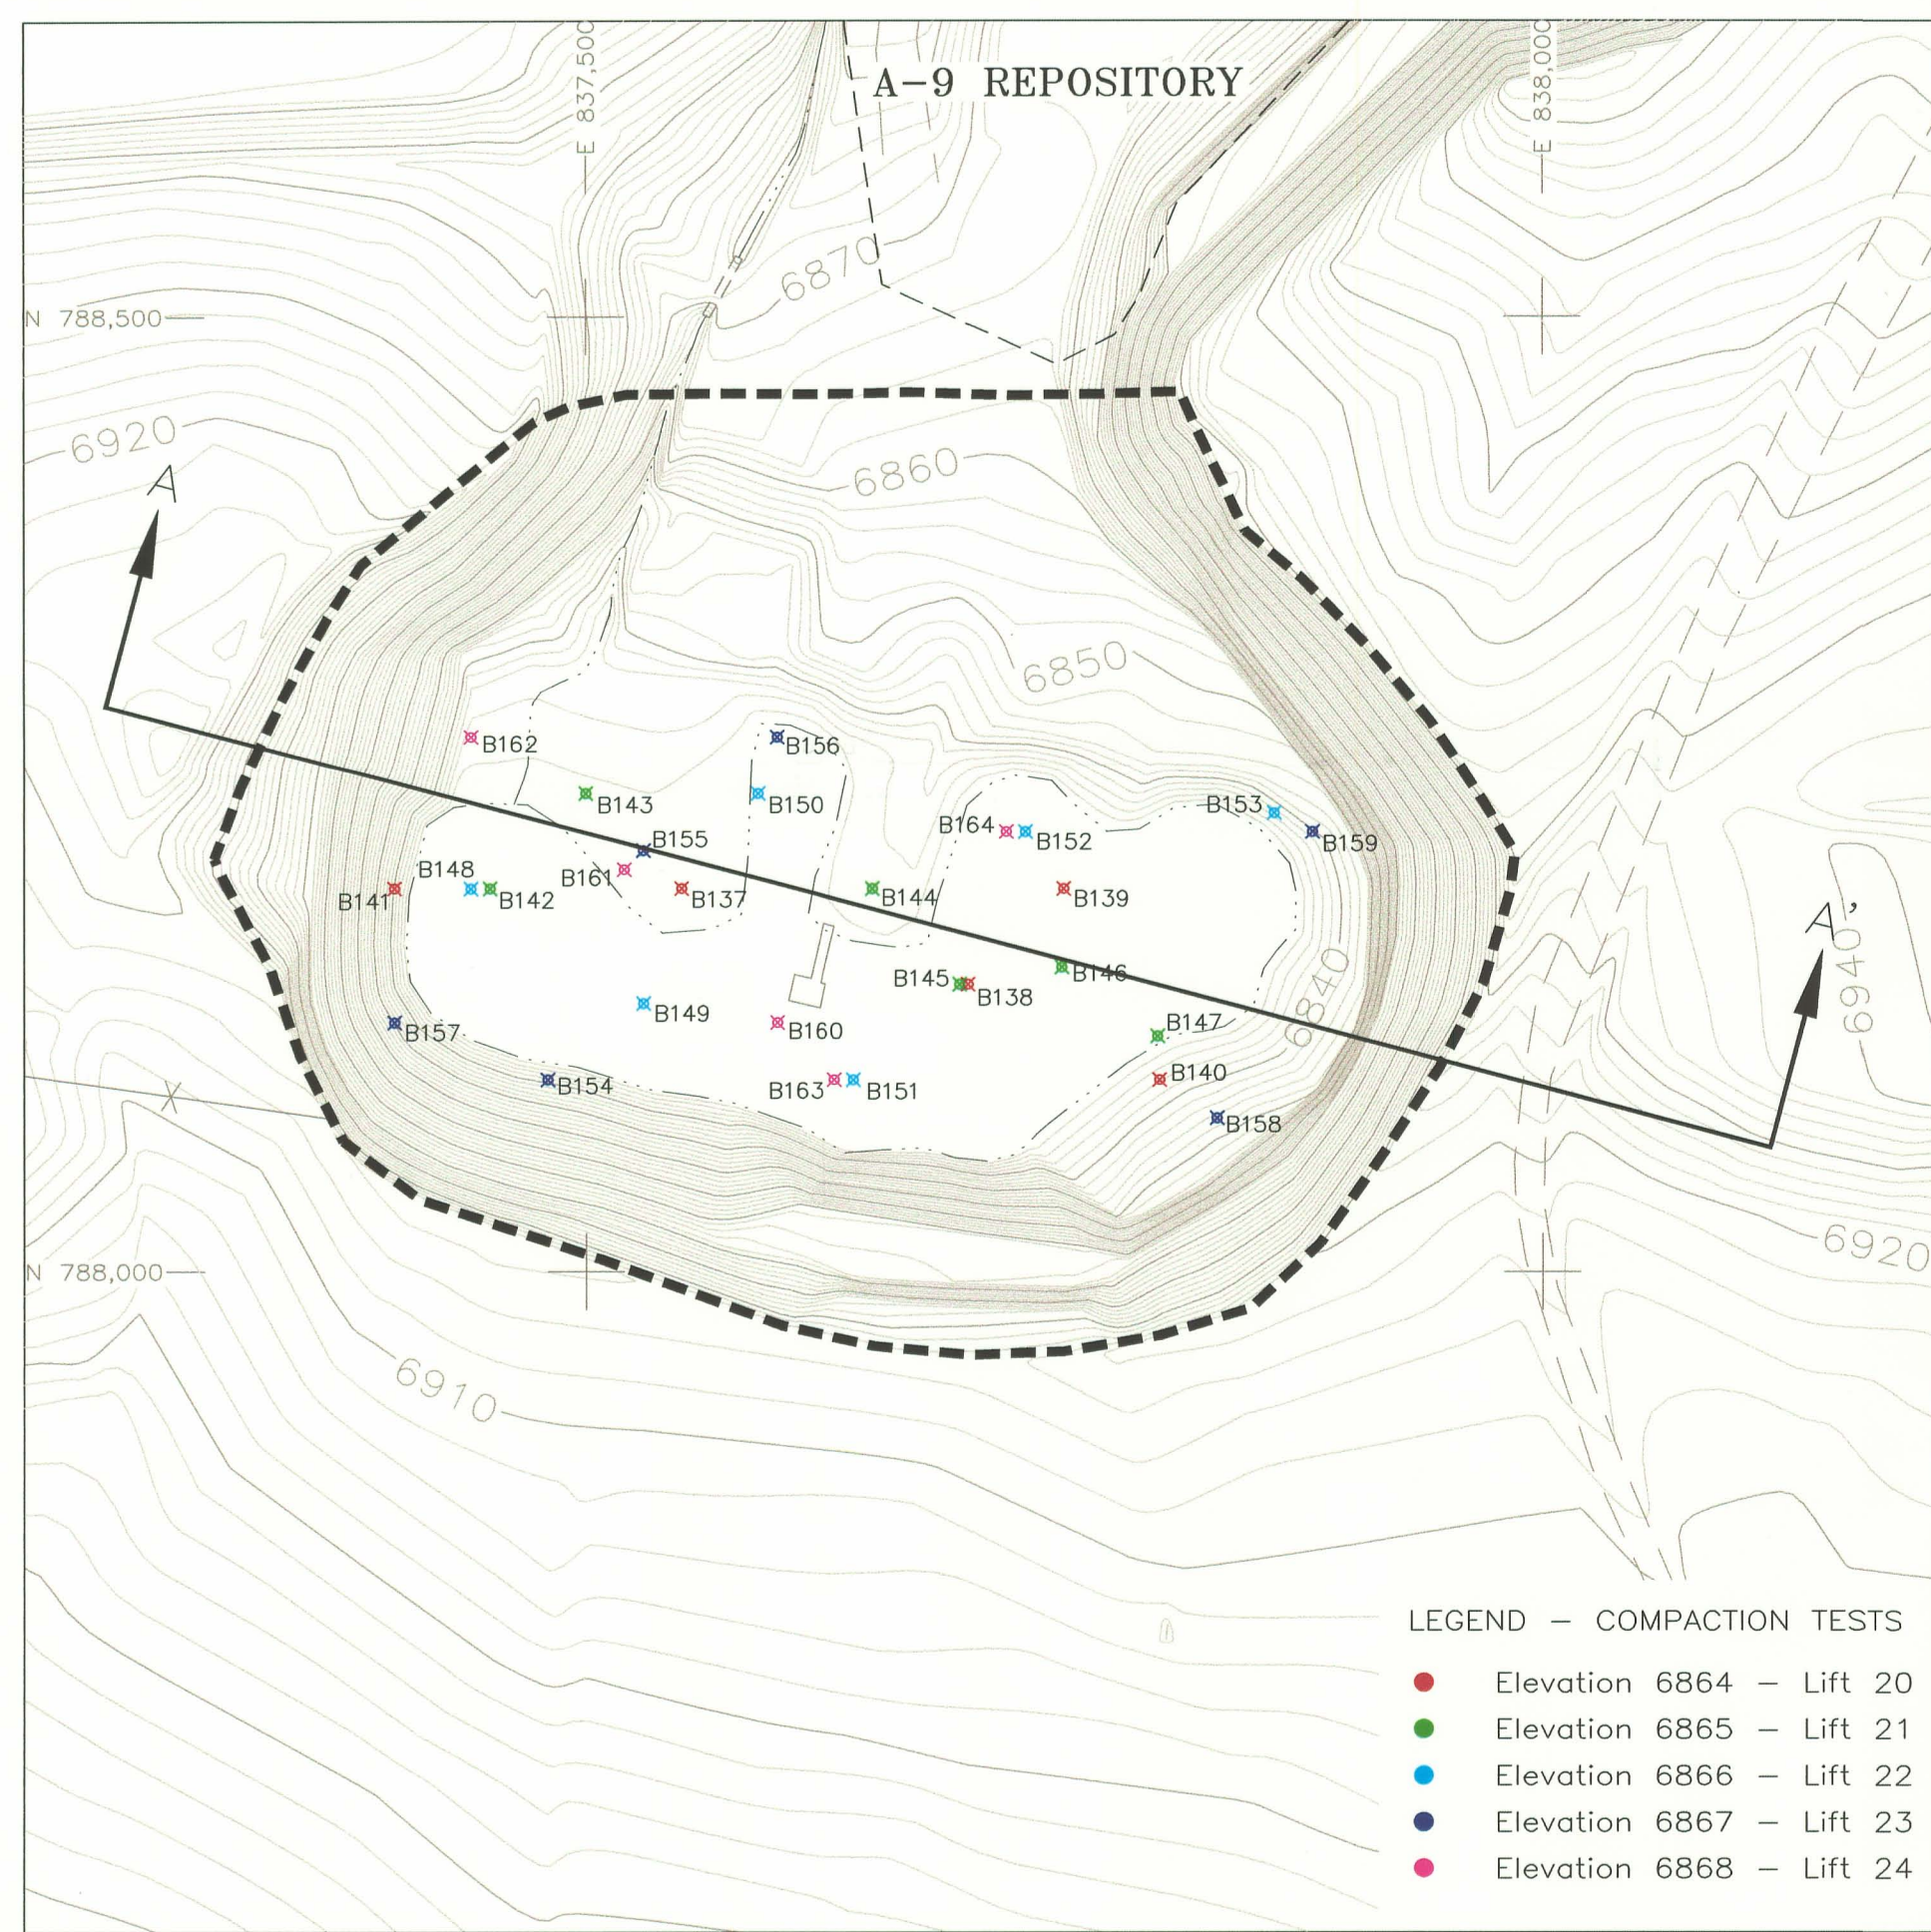 E 837,500
A-9 REPOSITORY
E 838,000
6870
N 788,500
6920
A
6860
6850
B162
B156
B143
B150
B153
B155
B164
B152
B159
B148
B161
B141
B142
B137
B144
B139
A'
6940
B145
B146
B138
6840
B149
B157
B160
B147
B154
B163
B151
B140
B158
X
6920
N 788,000
6910
LEGEND - COMPACTION TESTS
Elevation 6864 - Lift 20
Elevation 6865 - Lift 21
Elevation 6866 - Lift 22
Elevation 6867 - Lift 23
Elevation 6868 - Lift 24